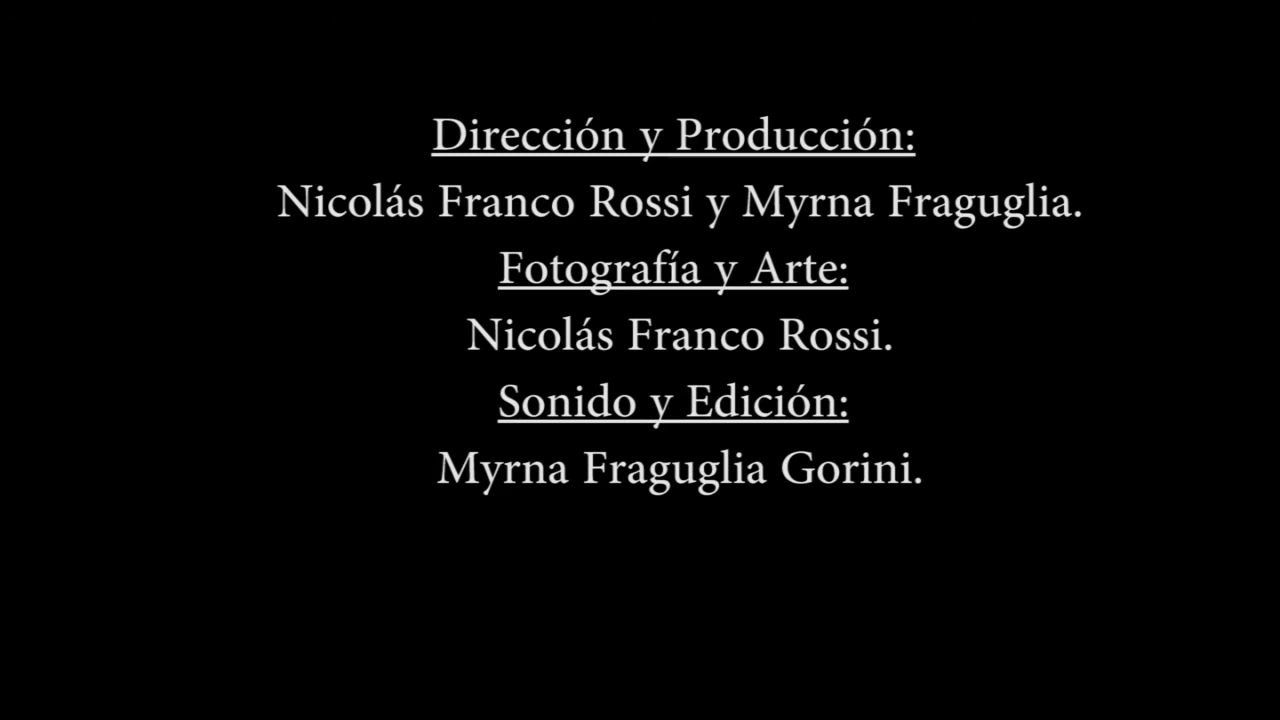 Dirección y Producción:
Nicolás Franco Rossi y Myrna Fraguglia.
Fotografía y Arte:
Nicolás Franco Rossi.
Sonido y Edición:
Myrna Fraguglia Gorini.